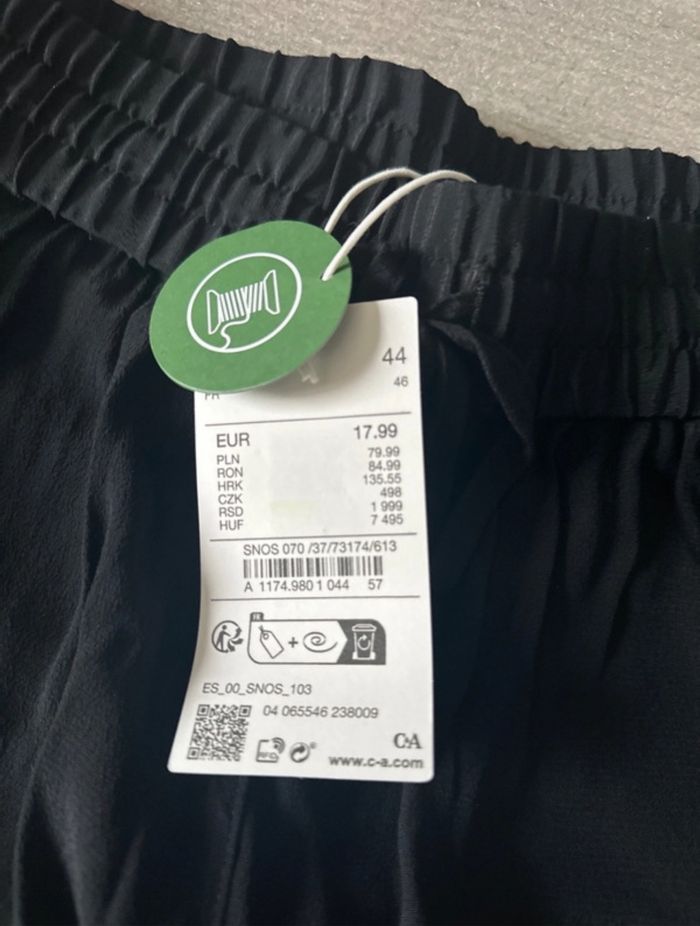 44
46
EUR 17.99
PLN 79.99
RON 84.99
HRK 135.55
CZK 498
RSD 1 999
HUF 7 495
SNOS 070 /37/73174/613
A 1174.980 1 044 57
FR
ES_00_SNOS_103
04 065546 238009
RFID
C&A
www.c-a.com